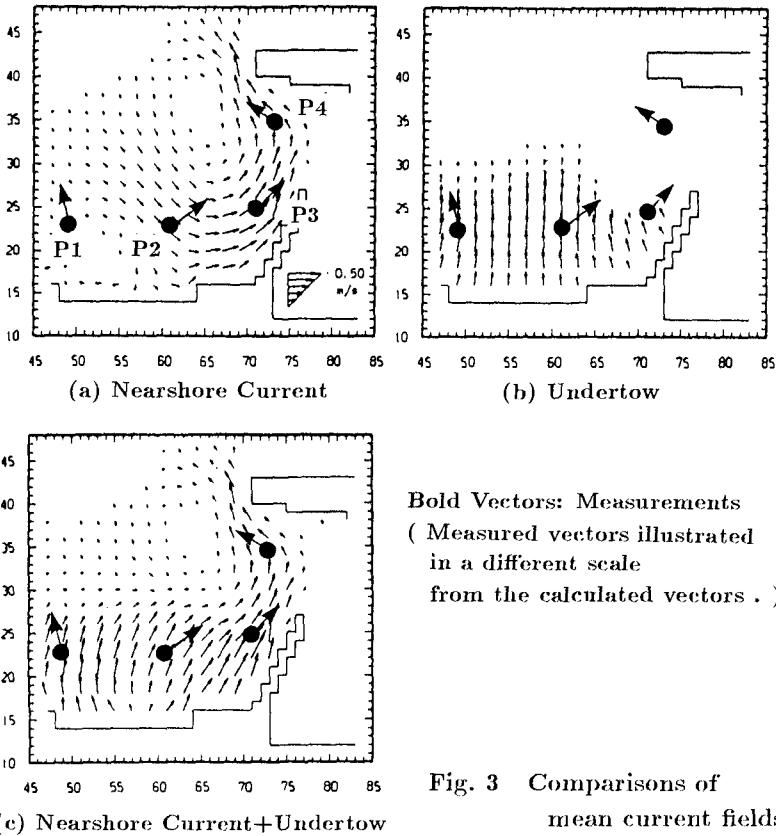 45
40
35
30
25
20
15
10
45 50 55 60 65 70 75 80 85
P1
P2
P3
P4
0.50
m/s
(a) Nearshore Current
45
40
35
30
25
20
15
10
45 50 55 60 65 70 75 80 85
(b) Undertow
45
40
35
30
25
20
15
10
45 50 55 60 65 70 75 80 85
(c) Nearshore Current+Undertow
Bold Vectors: Measurements
( Measured vectors illustrated
in a different scale
from the calculated vectors . )
Fig. 3 Comparisons of
mean current fields